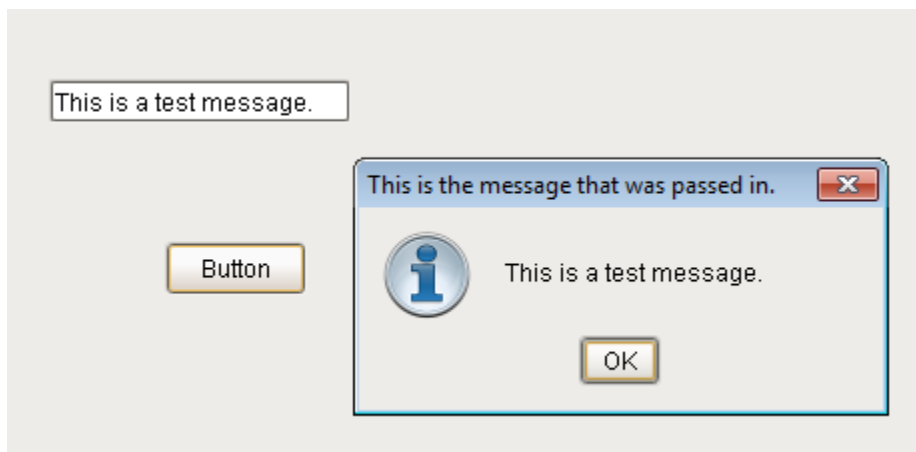 This is a test message.
This is the message that was passed in.
Button
This is a test message.
OK